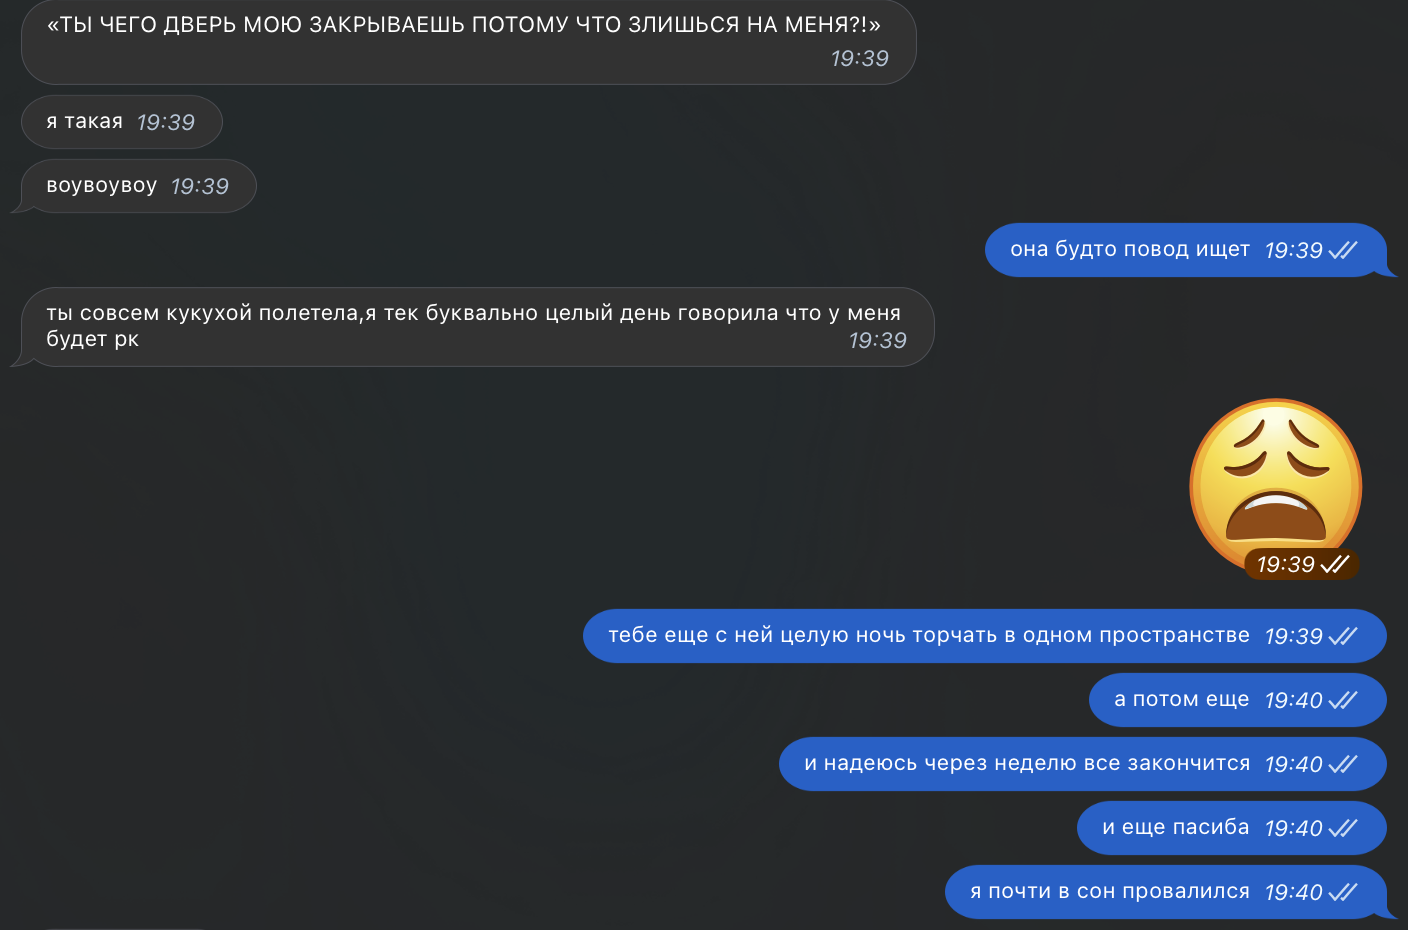 «ТЫ ЧЕГО ДВЕРЬ МОЮ ЗАКРЫВАЕШЬ ПОТОМУ ЧТО ЗЛИШЬСЯ НА МЕНЯ?!»
19:39
я такая 19:39
воувоувоу 19:39
она будто повод ищет 19:39
ты совсем кукухой полетела,я тек буквально целый день говорила что у меня
будет рк 19:39
19:39
тебе еще с ней целую ночь торчать в одном пространстве 19:39
а потом еще 19:40
и надеюсь через неделю все закончится 19:40
и еще пасиба 19:40
я почти в сон провалился 19:40